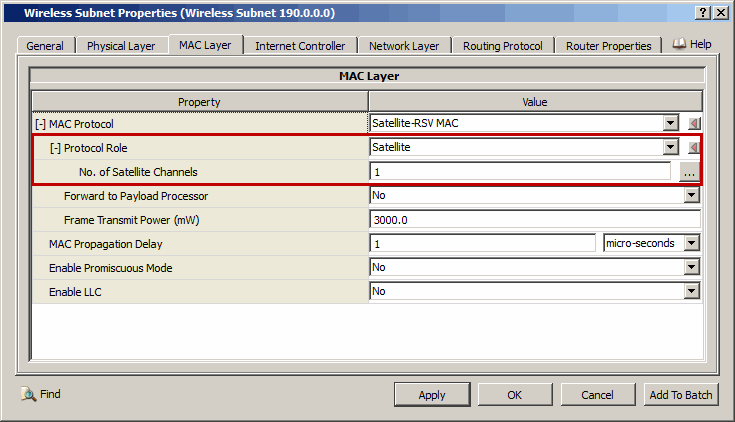 Wireless Subnet Properties (Wireless Subnet 190.0.0.0)
General Physical Layer MAC Layer Internet Controller Network Layer Routing Protocol Router Properties Help
MAC Layer
Property Value
[-] MAC Protocol Satellite-RSV MAC
[-] Protocol Role Satellite
No. of Satellite Channels 1 ...
Forward to Payload Processor No
Frame Transmit Power (mW) 3000.0
MAC Propagation Delay 1 micro-seconds
Enable Promiscuous Mode No
Enable LLC No
Find Apply OK Cancel Add To Batch